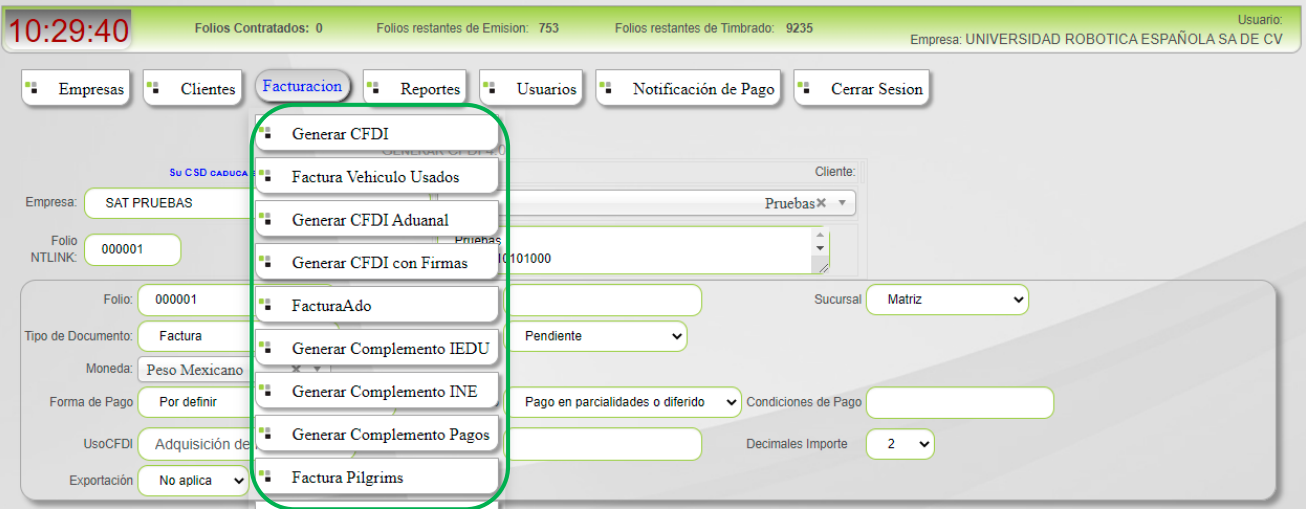 10:29:40 Folios Contratados: 0 Folios restantes de Emision: 753 Folios restantes de Timbrado: 9235 Usuario:
Empresa: UNIVERSIDAD ROBOTICA ESPAÑOLA SA DE CV
Empresas Clientes Facturacion Reportes Usuarios Notificación de Pago Cerrar Sesion
Generar CFDI
GENERAR CFDI 4.0
Su CSD CADUCA Factura Vehiculo Usados Cliente:
Empresa: SAT PRUEBAS Pruebas
Generar CFDI Aduanal
Folio
NTLINK: 000001 Pruebas
Generar CFDI con Firmas 10101000
Folio: 000001 FacturaAdo Sucursal Matriz
Tipo de Documento: Factura Pendiente
Generar Complemento IEDU
Moneda: Peso Mexicano
Generar Complemento INE
Forma de Pago Por definir Pago en parcialidades o diferido Condiciones de Pago
UsoCFDI Adquisición de Generar Complemento Pagos Decimales Importe 2
Exportación No aplica Factura Pilgrims